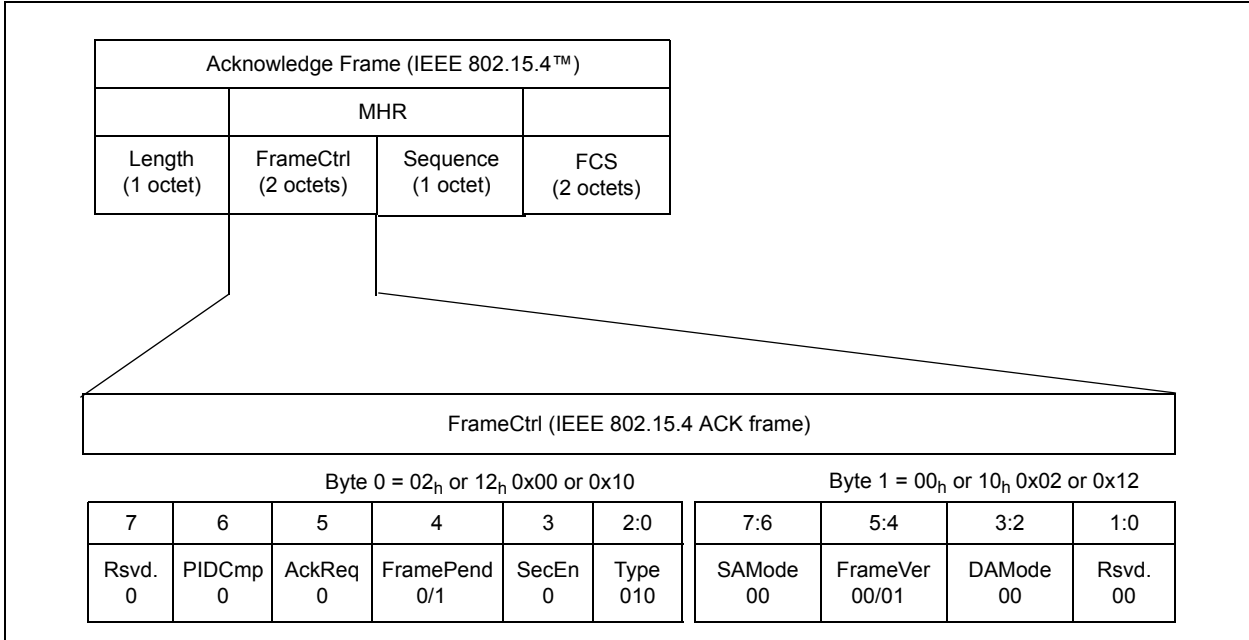 Acknowledge Frame (IEEE 802.15.4™)
MHR
Length (1 octet)
FrameCtrl (2 octets)
Sequence (1 octet)
FCS (2 octets)
FrameCtrl (IEEE 802.15.4 ACK frame)
Byte 0 = 02h or 12h 0x00 or 0x10
Byte 1 = 00h or 10h 0x02 or 0x12
7 6 5 4 3 2:0 7:6 5:4 3:2 1:0
Rsvd. PIDCmp AckReq FramePend SecEn Type SAMode FrameVer DAMode Rsvd.
0 0 0 0/1 0 010 00 00/01 00 00